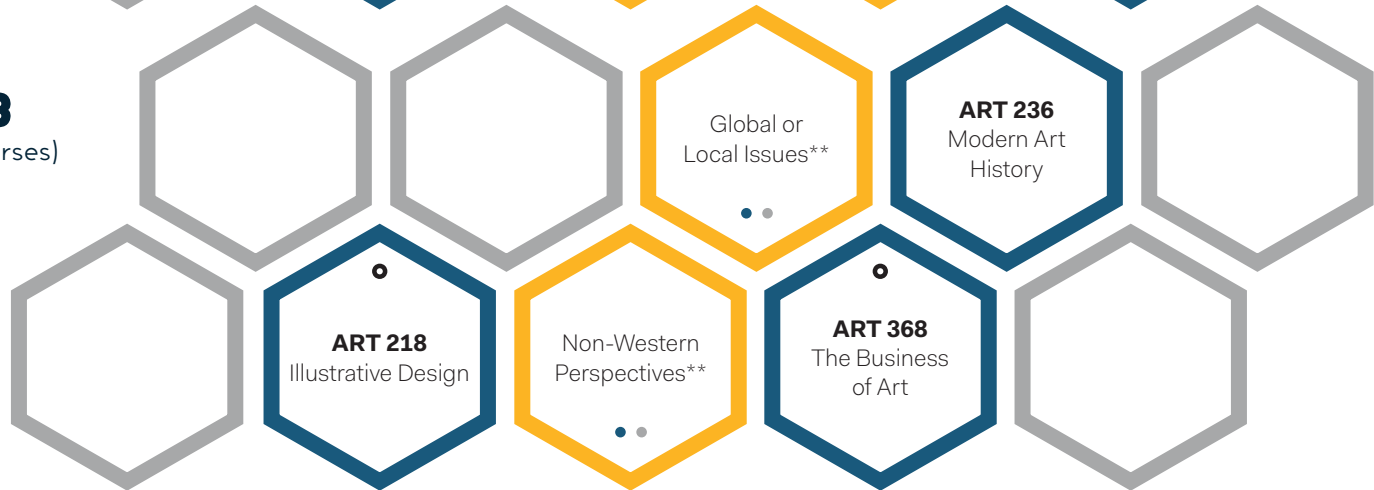 Global or
Local Issues**
ART 236
Modern Art
History
ART 218
Illustrative Design
Non-Western
Perspectives**
ART 368
The Business
of Art